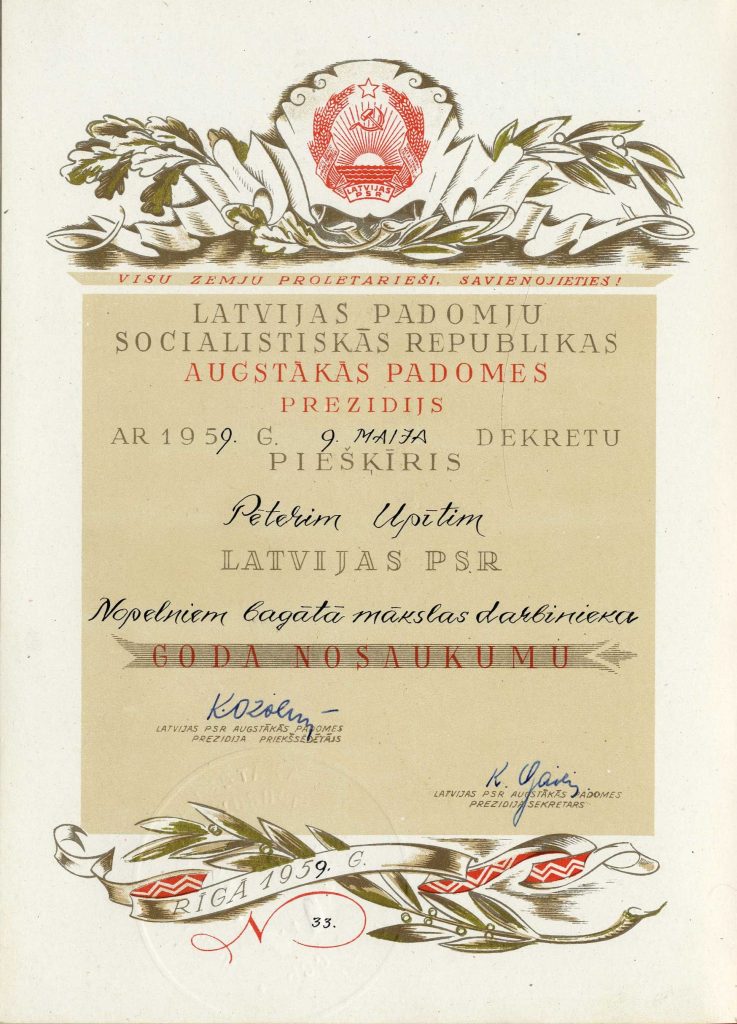 LATVIJAS
PSR
VISU ZEMJU PROLETARIEŠI, SAVIENOJIETIES!
LATVIJAS PADOMJU
SOCIALISTISKĀS REPUBLIKAS
AUGSTĀKĀS PADOMES
PREZIDIJS
AR 1959. G. 9. MAIJA DEKRETU
PIEŠĶĪRIS
Pēterim Upītim
LATVIJAS PSR
Nopelniem bagātā mākslas darbinieka
GODA NOSAUKUMU
K. Ozoliņ
LATVIJAS PSR AUGSTĀKĀS PADOMES
PREZIDIJA PRIEKŠSĒDĒTĀJS
K.
LATVIJAS PSR AUGSTĀKĀS PADOMES
PREZIDIJA SEKRETARS
RĪGĀ 1959. G.
N 33.